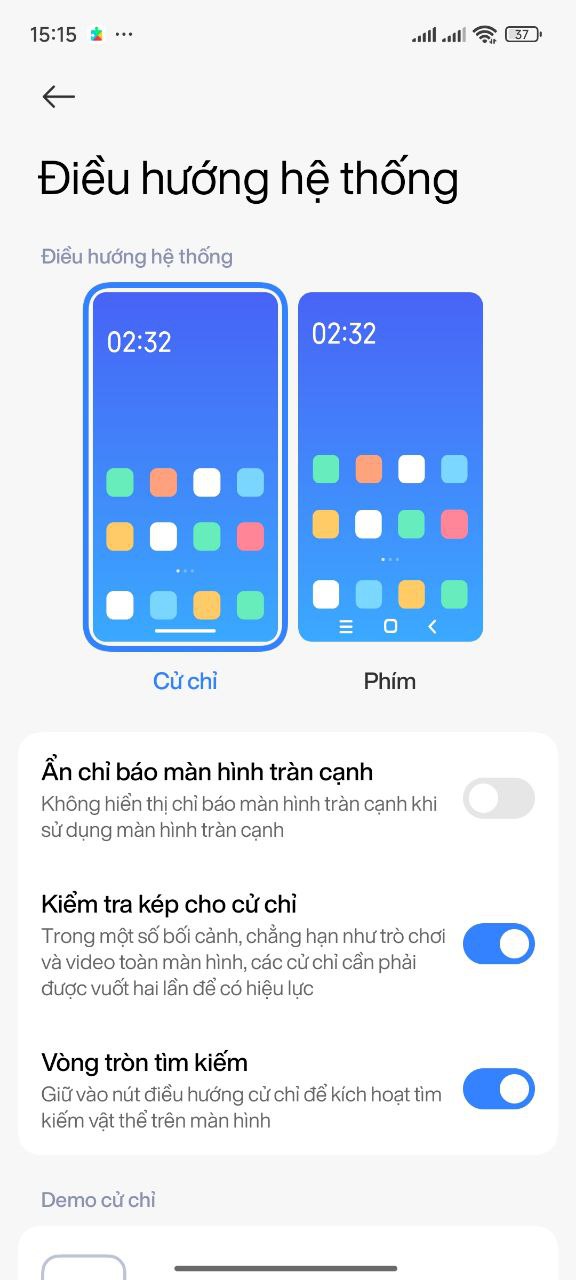 15:15
37
Điều hướng hệ thống
Điều hướng hệ thống
02:32
02:32
Cử chỉ
Phím
Ẩn chỉ báo màn hình tràn cạnh
Không hiển thị chỉ báo màn hình tràn cạnh khi
sử dụng màn hình tràn cạnh
Kiểm tra kép cho cử chỉ
Trong một số bối cảnh, chẳng hạn như trò chơi
và video toàn màn hình, các cử chỉ cần phải
được vuốt hai lần để có hiệu lực
Vòng tròn tìm kiếm
Giữ vào nút điều hướng cử chỉ để kích hoạt tìm
kiếm vật thể trên màn hình
Demo cử chỉ